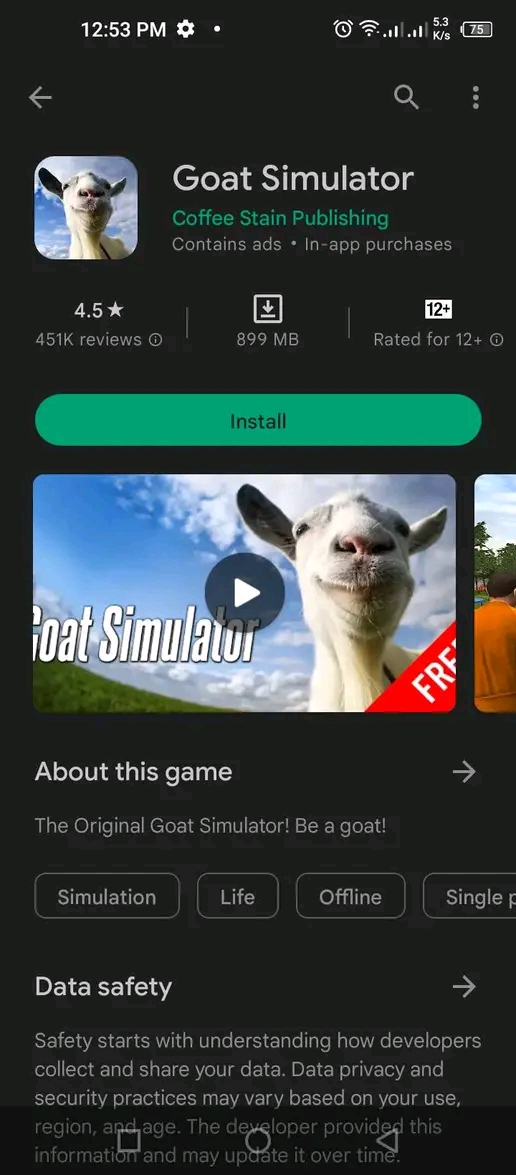 12:53 PM
5.3
K/s
75
Goat Simulator
Coffee Stain Publishing
Contains ads • In-app purchases
4.5★
451K reviews
899 MB
12+
Rated for 12+
Install
Goat Simulator
FREE
About this game
The Original Goat Simulator! Be a goat!
Simulation
Life
Offline
Single p
Data safety
Safety starts with understanding how developers
collect and share your data. Data privacy and
security practices may vary based on your use,
region, and age. The developer provided this
information and may update it over time.